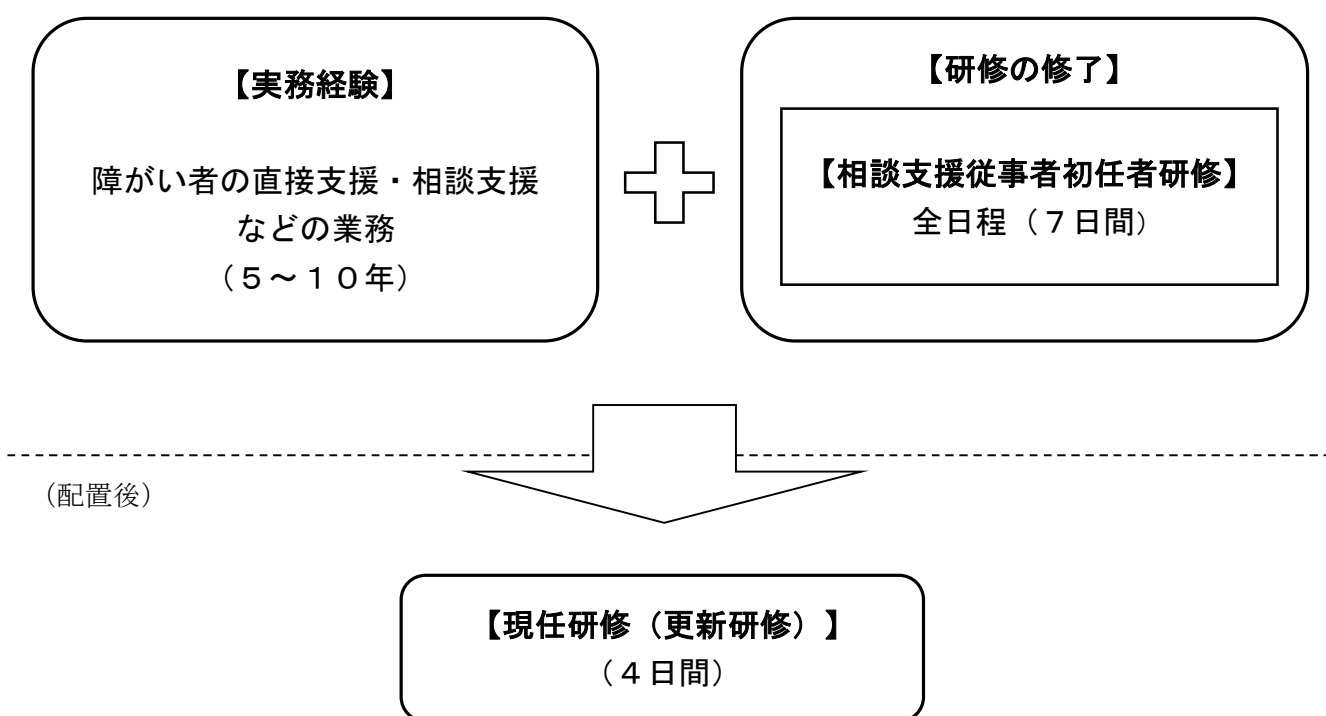 【実務経験】
障がい者の直接支援・相談支援
などの業務
（５～１０年）
【研修の修了】
【相談支援従事者初任者研修】
全日程（７日間）
（配置後）
【現任研修（更新研修）】
（４日間）